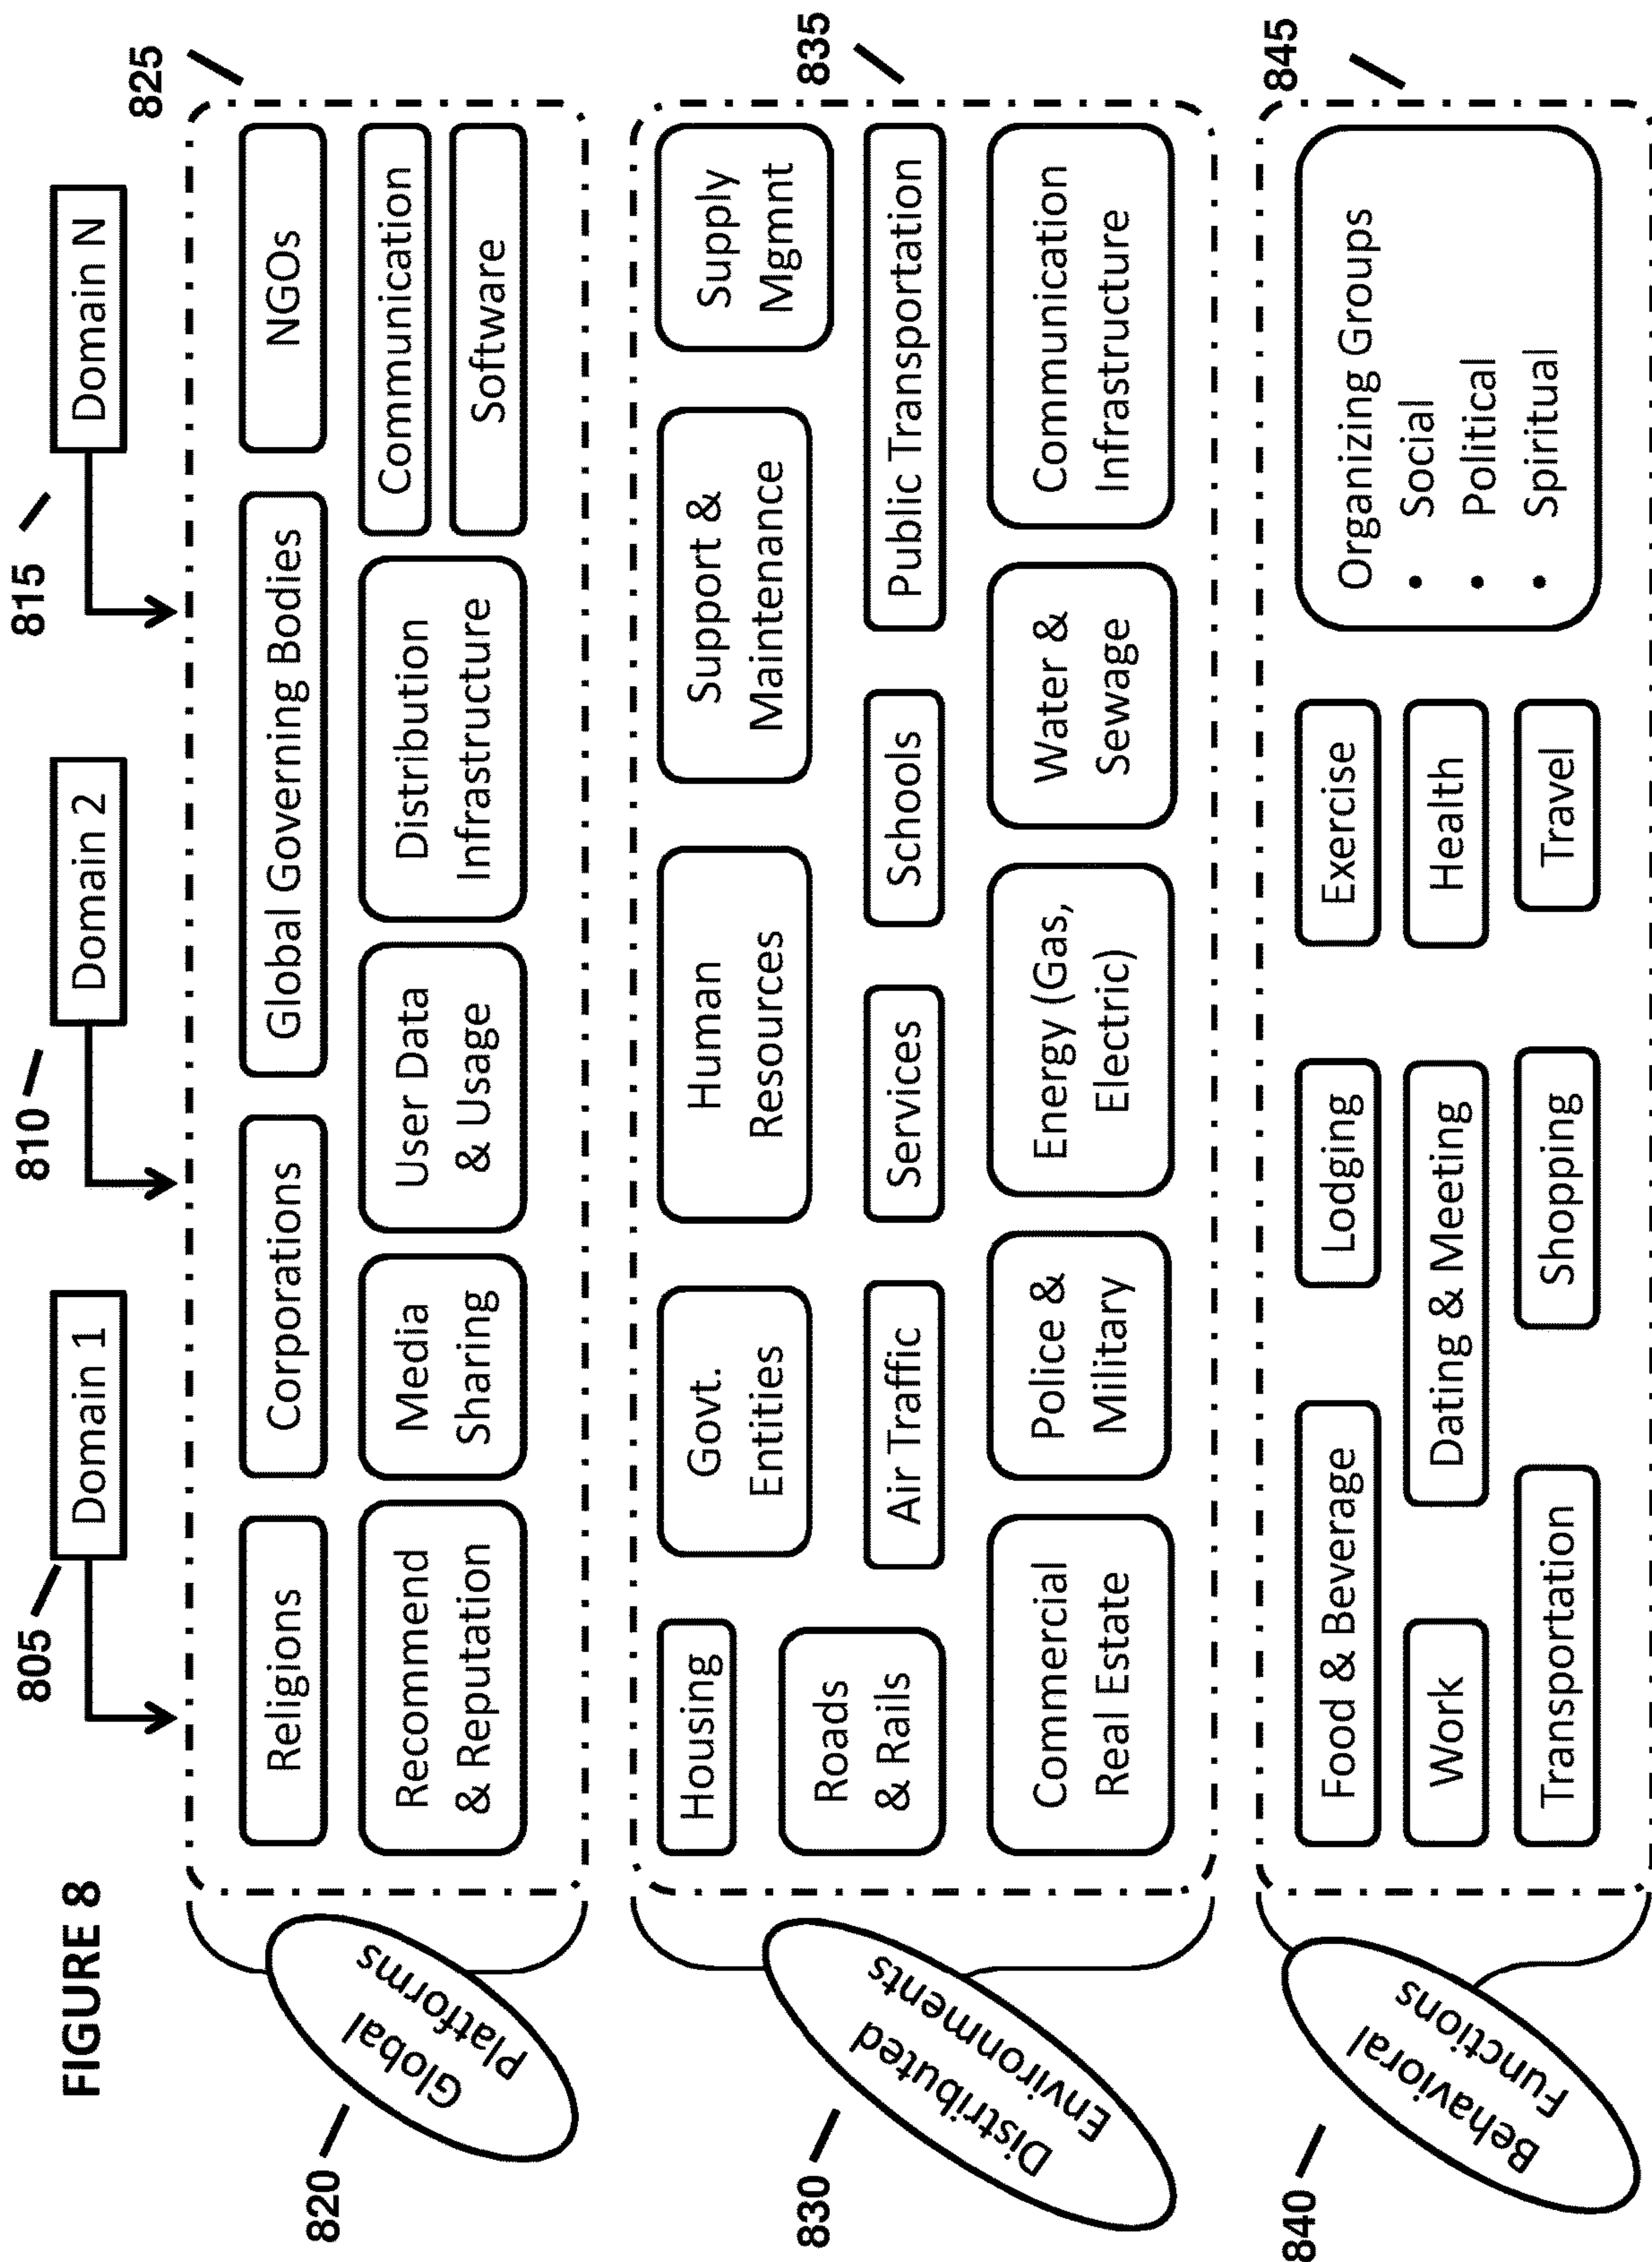 FIGURE 8
805
Domain 1
810
Domain 2
815
Domain N
820
Global
Platforms
825
Religions
Corporations
Global Governing Bodies
NGOs
Recommend
& Reputation
Media
Sharing
User Data
& Usage
Distribution
Infrastructure
Communication
Software
830
Distributed
Environments
835
Housing
Govt.
Entities
Human
Resources
Support &
Maintenance
Supply
Mgmnt
Roads
& Rails
Air Traffic
Services
Schools
Public Transportation
Commercial
Real Estate
Police &
Military
Energy (Gas,
Electric)
Water &
Sewage
Communication
Infrastructure
840
Behavioral
Functions
845
Food & Beverage
Lodging
Exercise
Work
Dating & Meeting
Health
Transportation
Shopping
Travel
Organizing Groups
• Social
• Political
• Spiritual